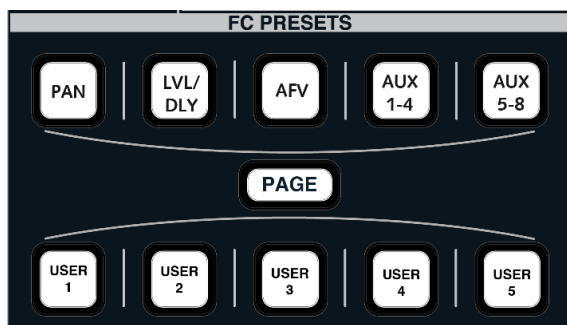 FC PRESETS
PAN
LVL/
DLY
AFV
AUX
1-4
AUX
5-8
PAGE
USER
1
USER
2
USER
3
USER
4
USER
5